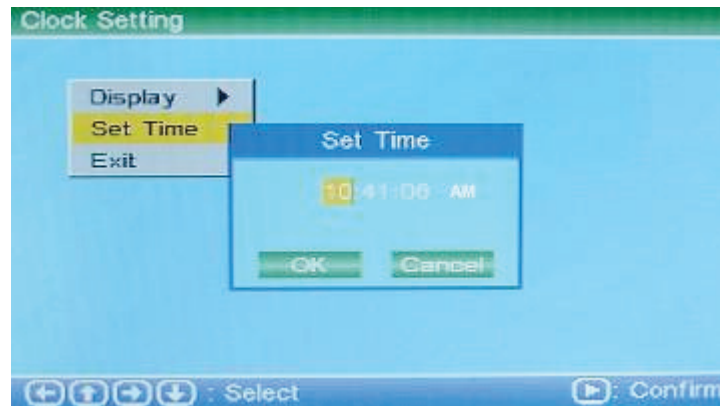 Clock Setting
Display
Set Time
Exit
Set Time
10:41:06 AM
OK Cancel
: Select : Confirm